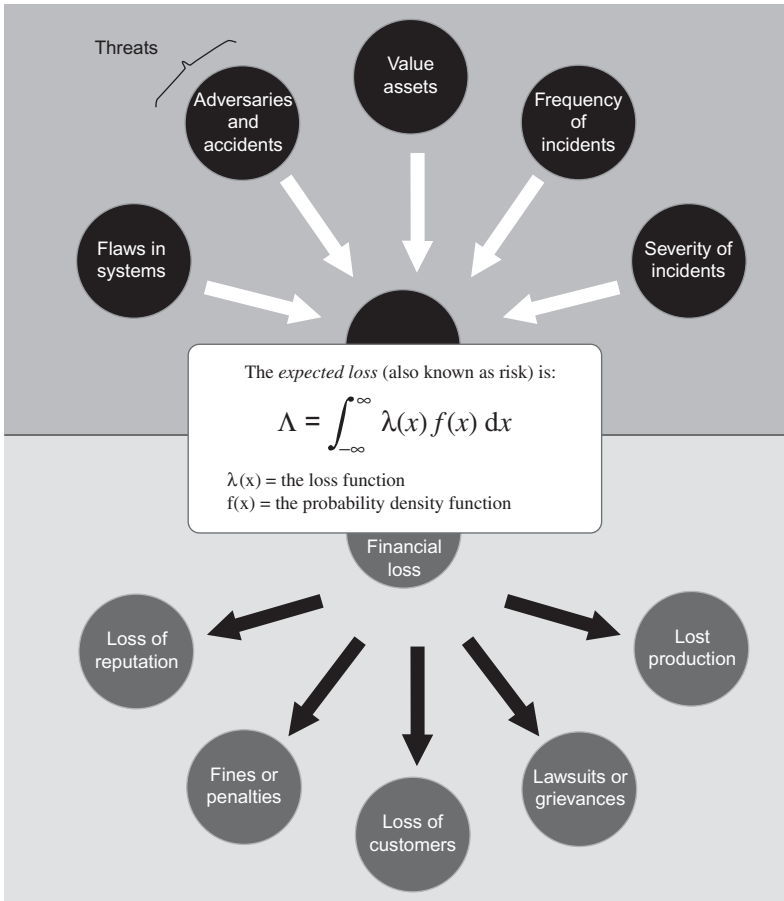 Threats
Value
assets
Adversaries
and
accidents
Frequency
of
incidents
Flaws in
systems
Severity of
incidents
The expected loss (also known as risk) is:
Λ = ∫_{-∞}^{∞} λ(x) f(x) dx
λ(x) = the loss function
f(x) = the probability density function
Financial
loss
Loss of
reputation
Lost
production
Fines or
penalties
Lawsuits or
grievances
Loss of
customers